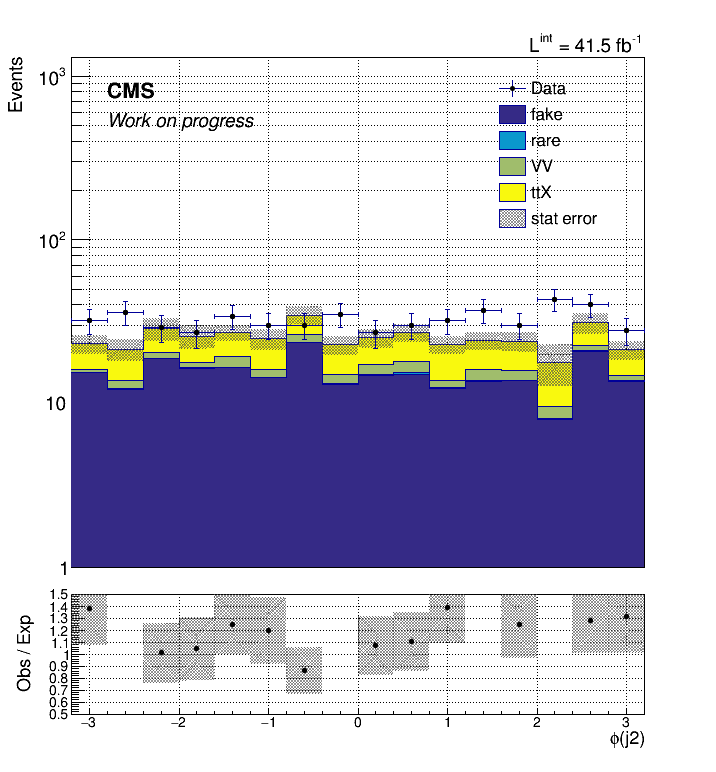 L^int = 41.5 fb^-1
Events
10^3
CMS
Work on progress
Data
fake
rare
VV
ttX
stat error
10^2
10
1
Obs / Exp
1.5
1.4
1.3
1.2
1.1
1
0.9
0.8
0.7
0.6
0.5
−3 −2 −1 0 1 2 3
ϕ(j2)